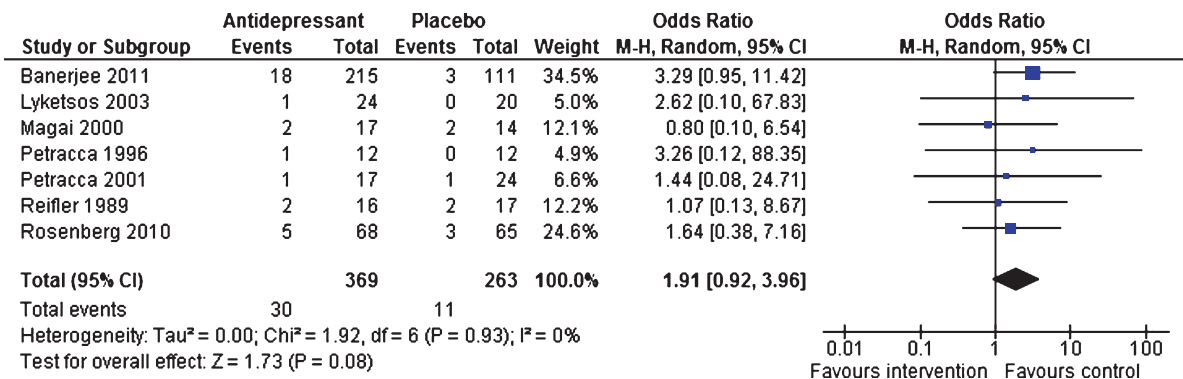 Antidepressant Placebo Odds Ratio Odds Ratio
Study or Subgroup Events Total Events Total Weight M-H, Random, 95% CI M-H, Random, 95% CI
Banerjee 2011 18 215 3 111 34.5% 3.29 [0.95, 11.42]
Lyketsos 2003 1 24 0 20 5.0% 2.62 [0.10, 67.83]
Magai 2000 2 17 2 14 12.1% 0.80 [0.10, 6.54]
Petracca 1996 1 12 0 12 4.9% 3.26 [0.12, 88.35]
Petracca 2001 1 17 1 24 6.6% 1.44 [0.08, 24.71]
Reifler 1989 2 16 2 17 12.2% 1.07 [0.13, 8.67]
Rosenberg 2010 5 68 3 65 24.6% 1.64 [0.38, 7.16]
Total (95% CI) 369 263 100.0% 1.91 [0.92, 3.96]
Total events 30 11
Heterogeneity: Tau² = 0.00; Chi² = 1.92, df = 6 (P = 0.93); I² = 0%
Test for overall effect: Z = 1.73 (P = 0.08)
0.01 0.1 1 10 100
Favours intervention Favours control